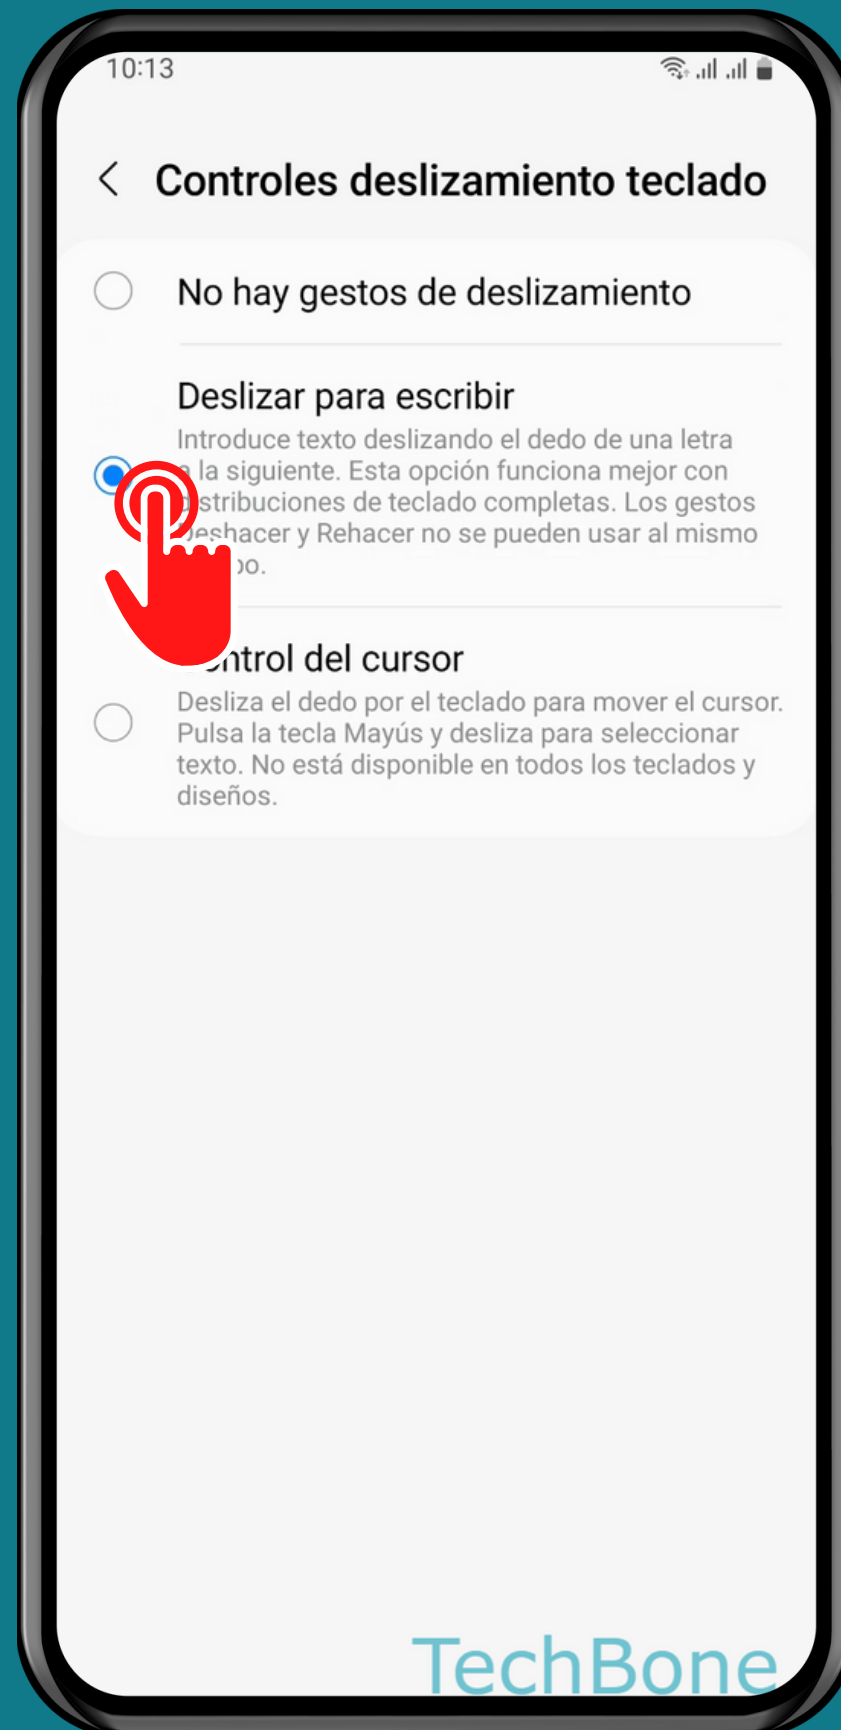 10:13
Controles deslizamiento teclado
No hay gestos de deslizamiento
Deslizar para escribir
Introduce texto deslizando el dedo de una letra
a la siguiente. Esta opción funciona mejor con
distribuciones de teclado completas. Los gestos
Deshacer y Rehacer no se pueden usar al mismo
Control del cursor
Desliza el dedo por el teclado para mover el cursor.
Pulsa la tecla Mayús y desliza para seleccionar
texto. No está disponible en todos los teclados y
diseños.
TechBone